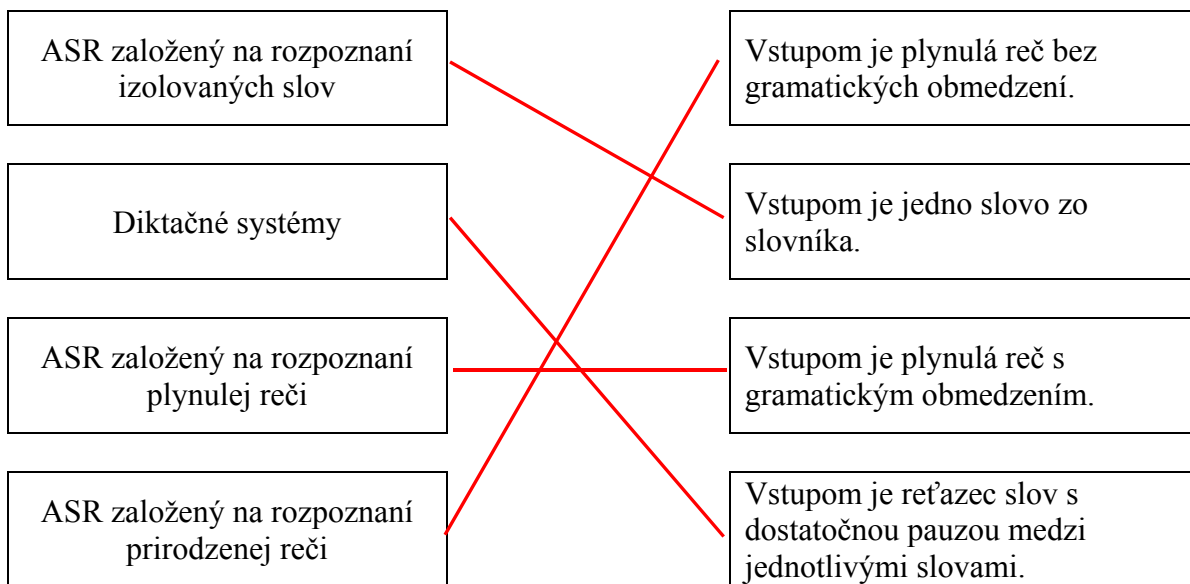 ASR založený na rozpoznaní
izolovaných slov
Vstupom je plynulá reč bez
gramatických obmedzení.
Diktačné systémy
Vstupom je jedno slovo zo
slovníka.
ASR založený na rozpoznaní
plynulej reči
Vstupom je plynulá reč s
gramatickým obmedzením.
ASR založený na rozpoznaní
prirodzenej reči
Vstupom je reťazec slov s
dostatočnou pauzou medzi
jednotlivými slovami.